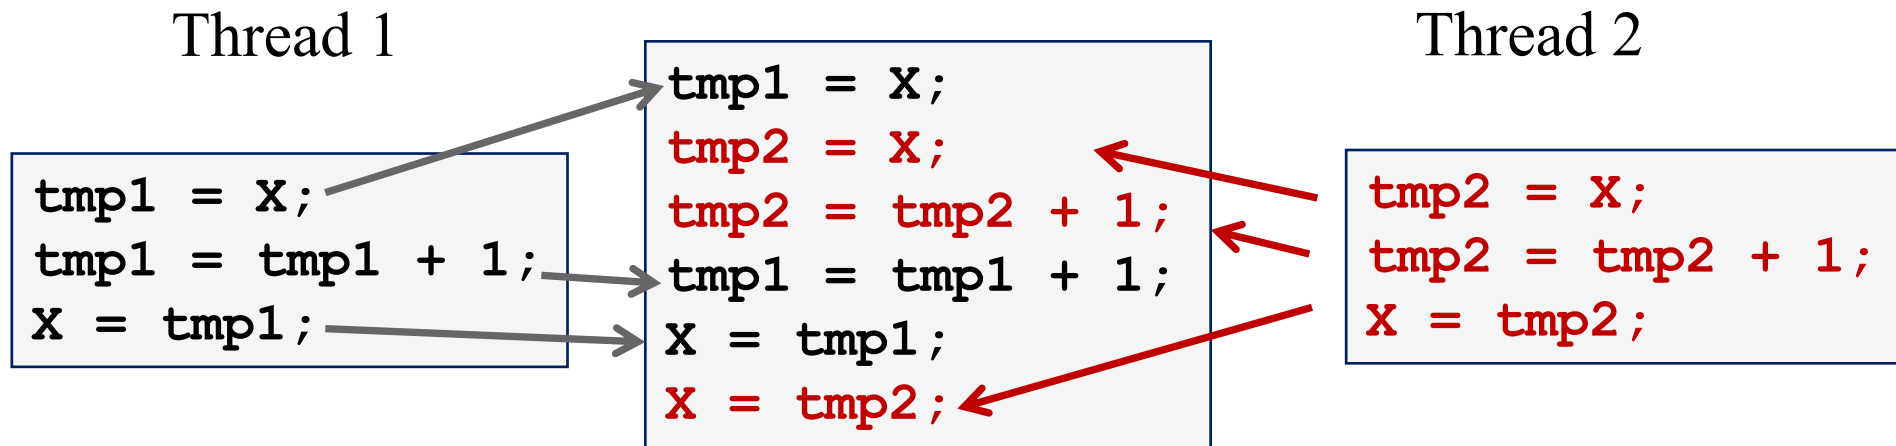 Thread 1
tmp1 = X;
tmp1 = tmp1 + 1;
X = tmp1;
tmp1 = X;
tmp2 = X;
tmp2 = tmp2 + 1;
tmp1 = tmp1 + 1;
X = tmp1;
X = tmp2;
Thread 2
tmp2 = X;
tmp2 = tmp2 + 1;
X = tmp2;